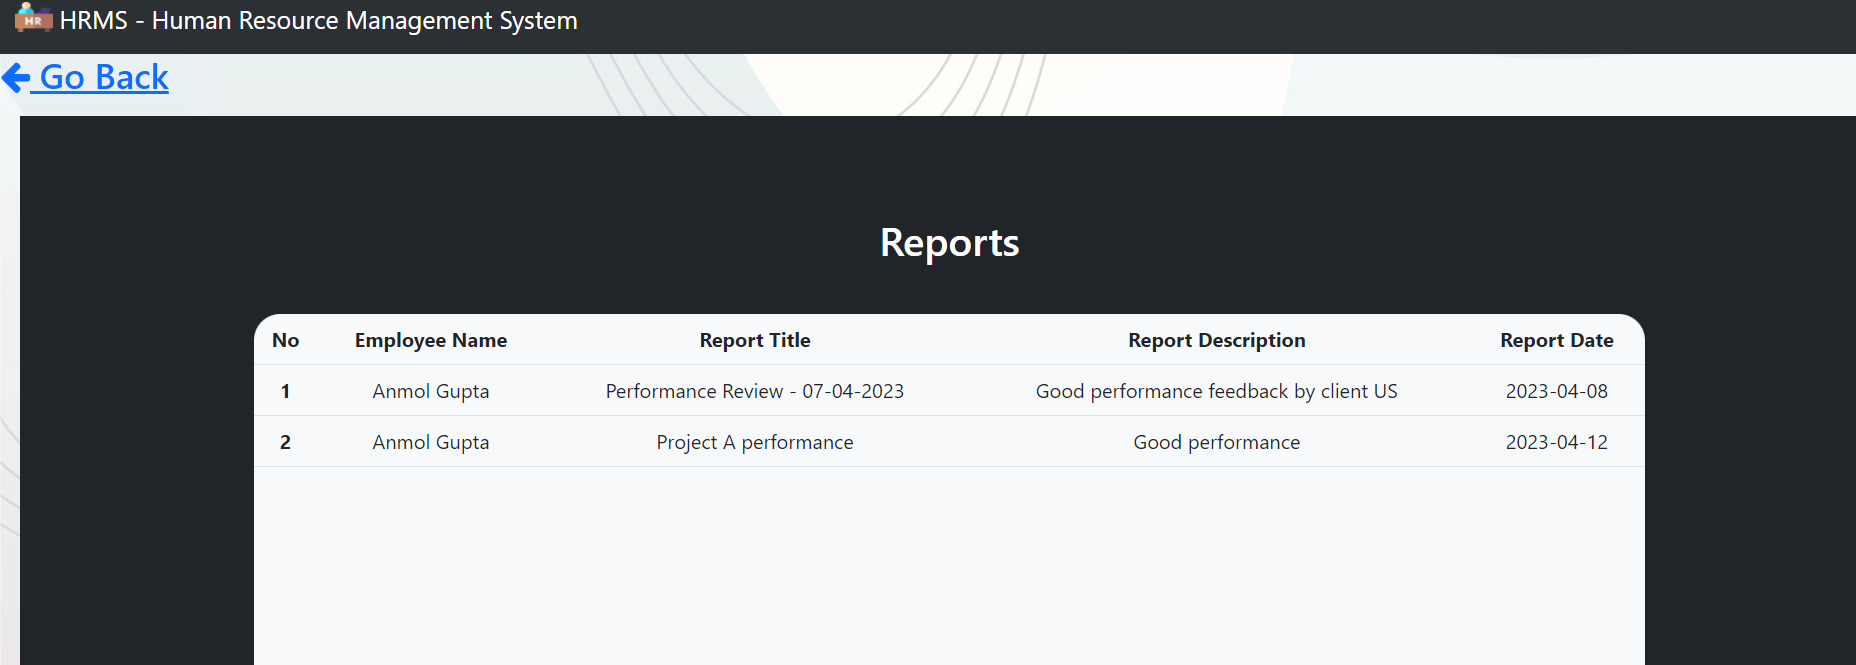 HR HRMS - Human Resource Management System
Go Back
Reports
No Employee Name Report Title Report Description Report Date
1 Anmol Gupta Performance Review - 07-04-2023 Good performance feedback by client US 2023-04-08
2 Anmol Gupta Project A performance Good performance 2023-04-12